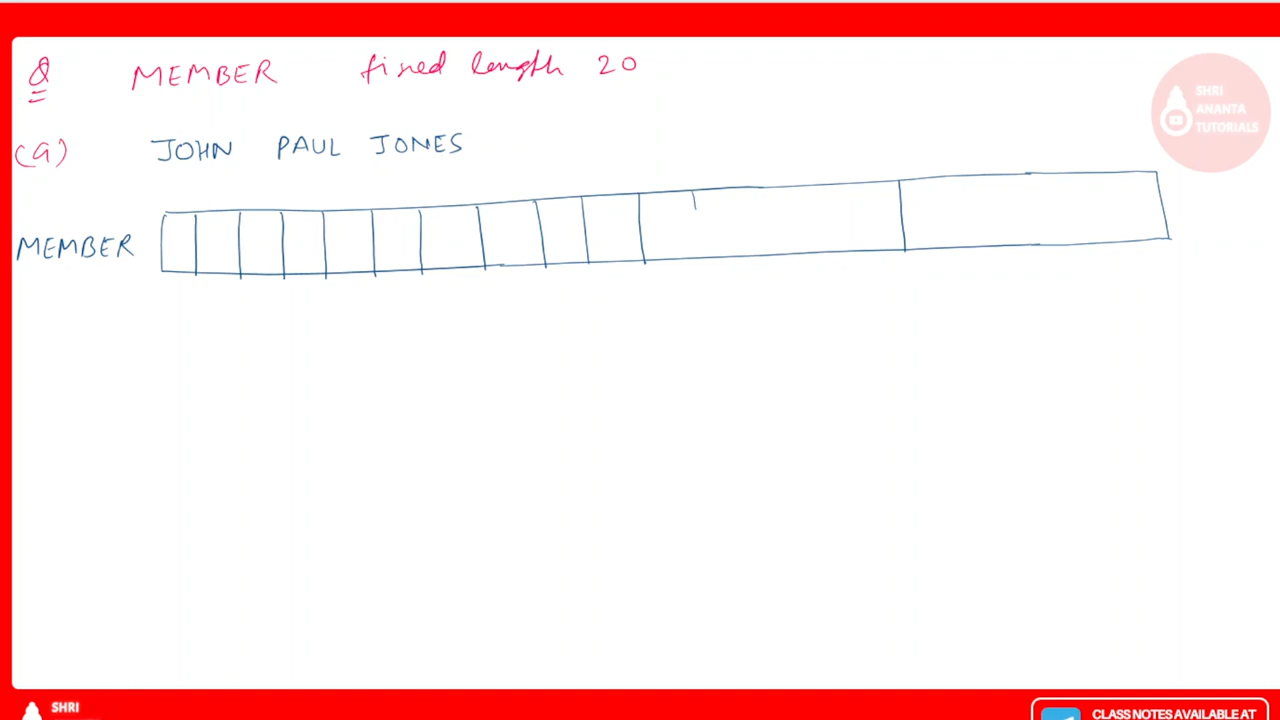 Q MEMBER fixed length 20
(a) JOHN PAUL JONES
MEMBER
SHRI
ANANTA
TUTORIALS
SHRI
CLASS NOTES AVAILABLE AT